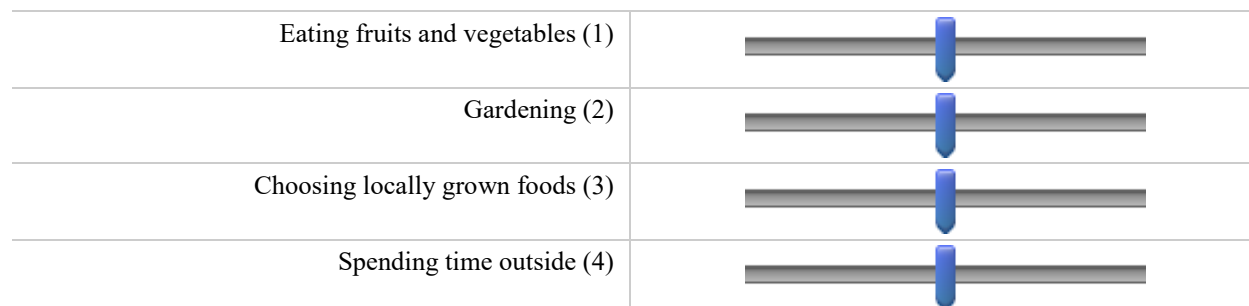 Eating fruits and vegetables (1)
Gardening (2)
Choosing locally grown foods (3)
Spending time outside (4)